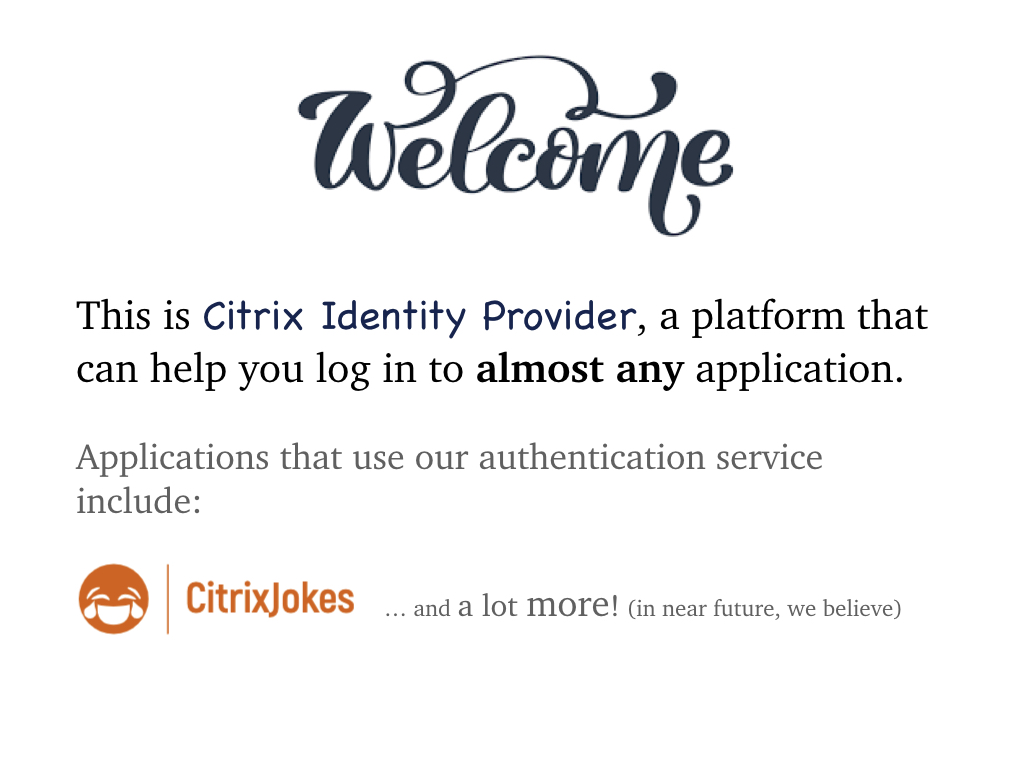 Welcome
This is Citrix Identity Provider, a platform that
can help you log in to almost any application.
Applications that use our authentication service
include:
CitrixJokes
... and a lot more! (in near future, we believe)